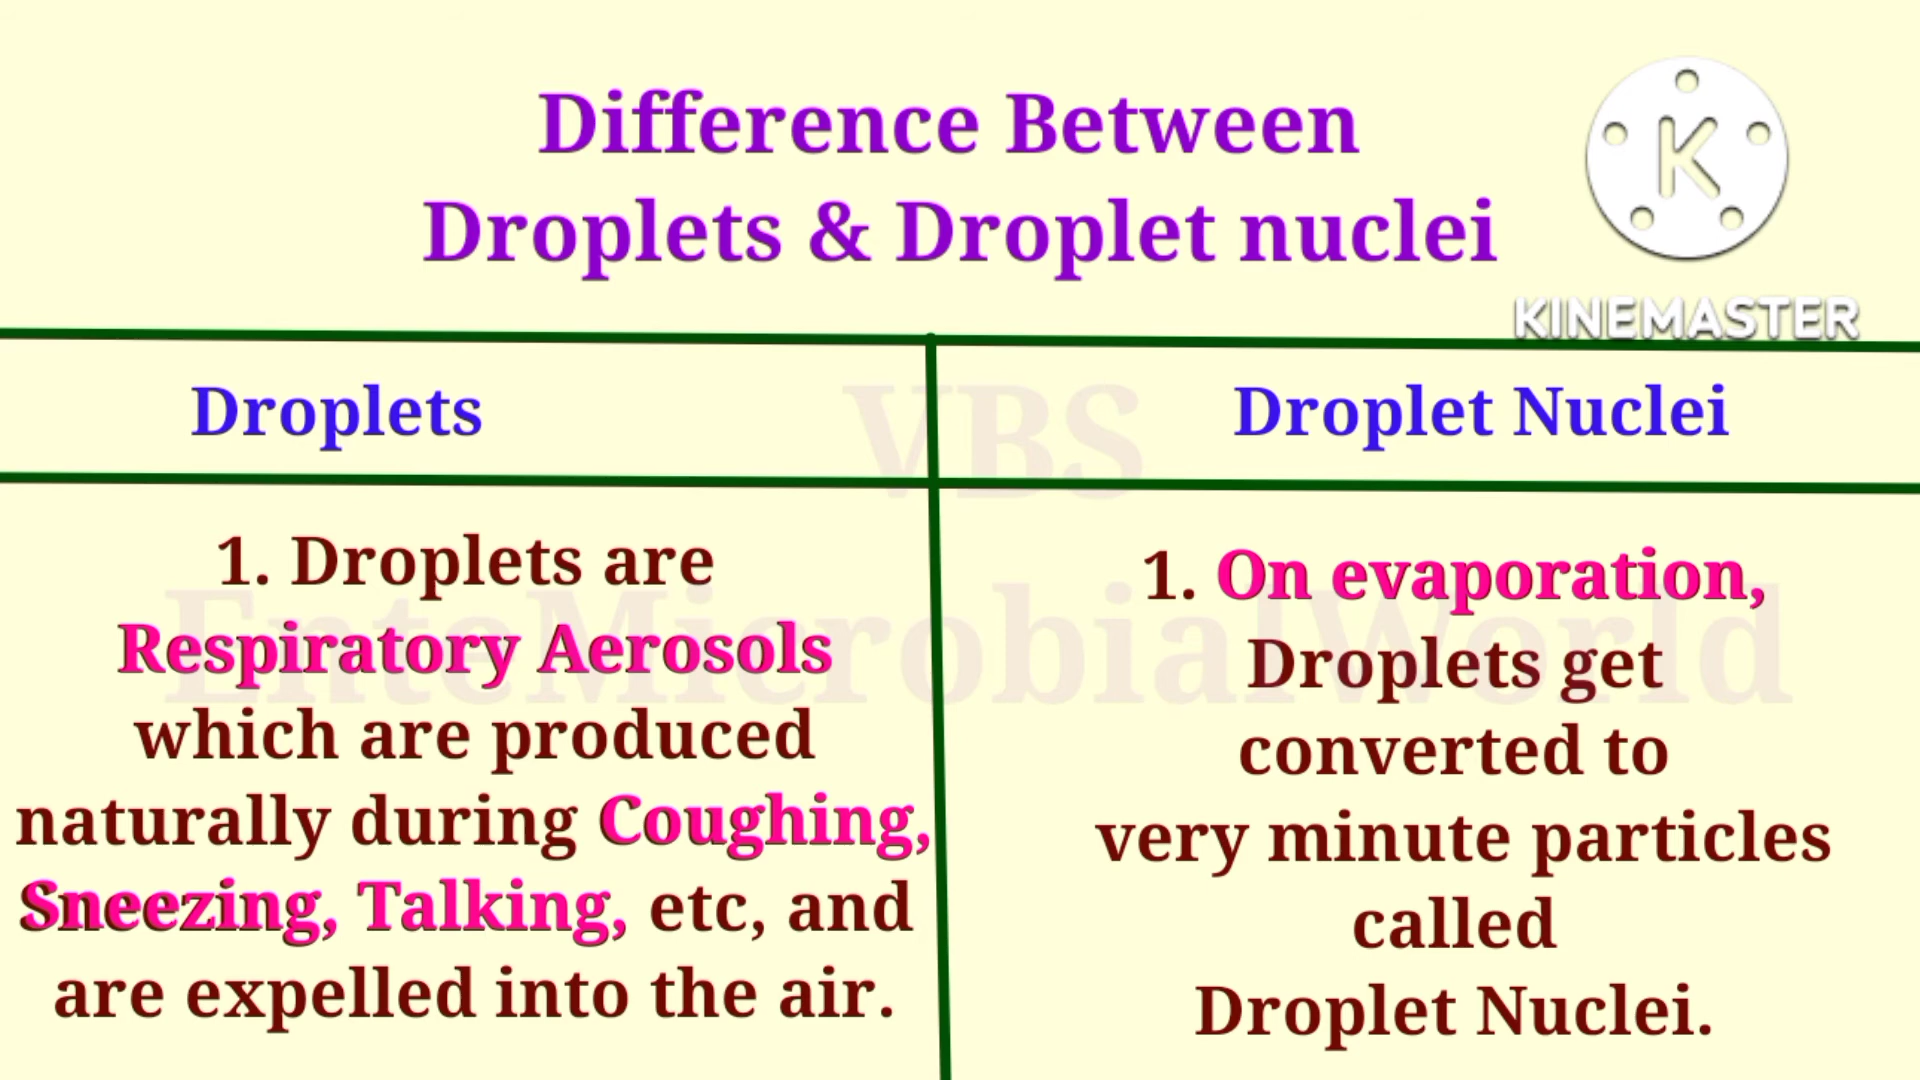 Difference Between
Droplets & Droplet nuclei
K
KINEMASTER
VBS
EnteMicrobialWorld
Droplets
Droplet Nuclei
1. Droplets are
Respiratory Aerosols
which are produced
naturally during Coughing,
Sneezing, Talking, etc, and
are expelled into the air.
1. On evaporation,
Droplets get
converted to
very minute particles
called
Droplet Nuclei.